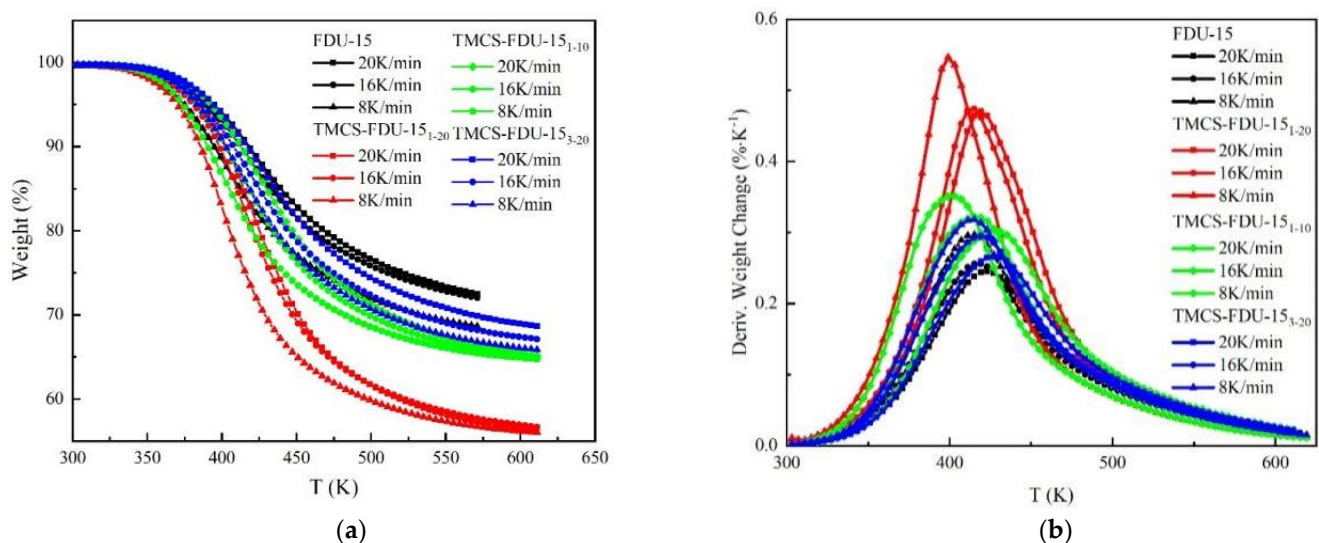 FDU-15
20K/min
16K/min
8K/min
TMCS-FDU-15₁₋₂₀
20K/min
16K/min
8K/min
TMCS-FDU-15₁₋₁₀
20K/min
16K/min
8K/min
TMCS-FDU-15₃₋₂₀
20K/min
16K/min
8K/min
Weight (%)
100
90
80
70
60
300 350 400 450 500 550 600 650
T (K)
(a)
FDU-15
20K/min
16K/min
8K/min
TMCS-FDU-15₁₋₂₀
20K/min
16K/min
8K/min
TMCS-FDU-15₁₋₁₀
20K/min
16K/min
8K/min
TMCS-FDU-15₃₋₂₀
20K/min
16K/min
8K/min
Deriv. Weight Change (%·K⁻¹)
0.6
0.4
0.2
0.0
300 400 500 600
T (K)
(b)